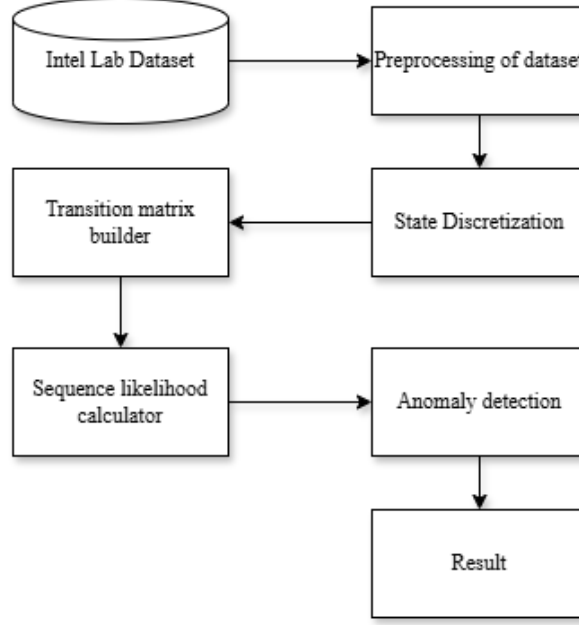 Intel Lab Dataset
Preprocessing of dataset
Transition matrix
builder
State Discretization
Sequence likelihood
calculator
Anomaly detection
Result